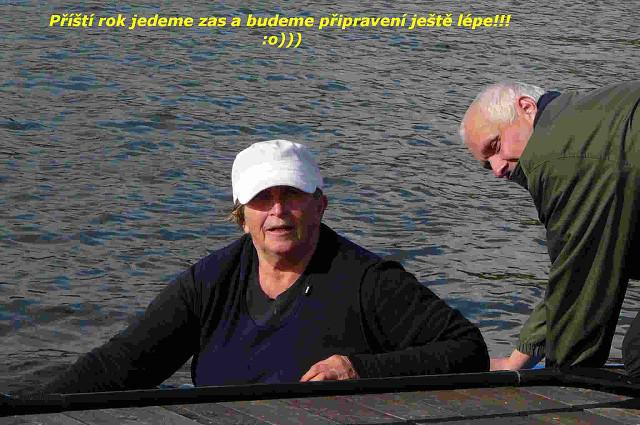 Příští rok jedeme zas a budeme připravení ještě lépe!!!
:o)))